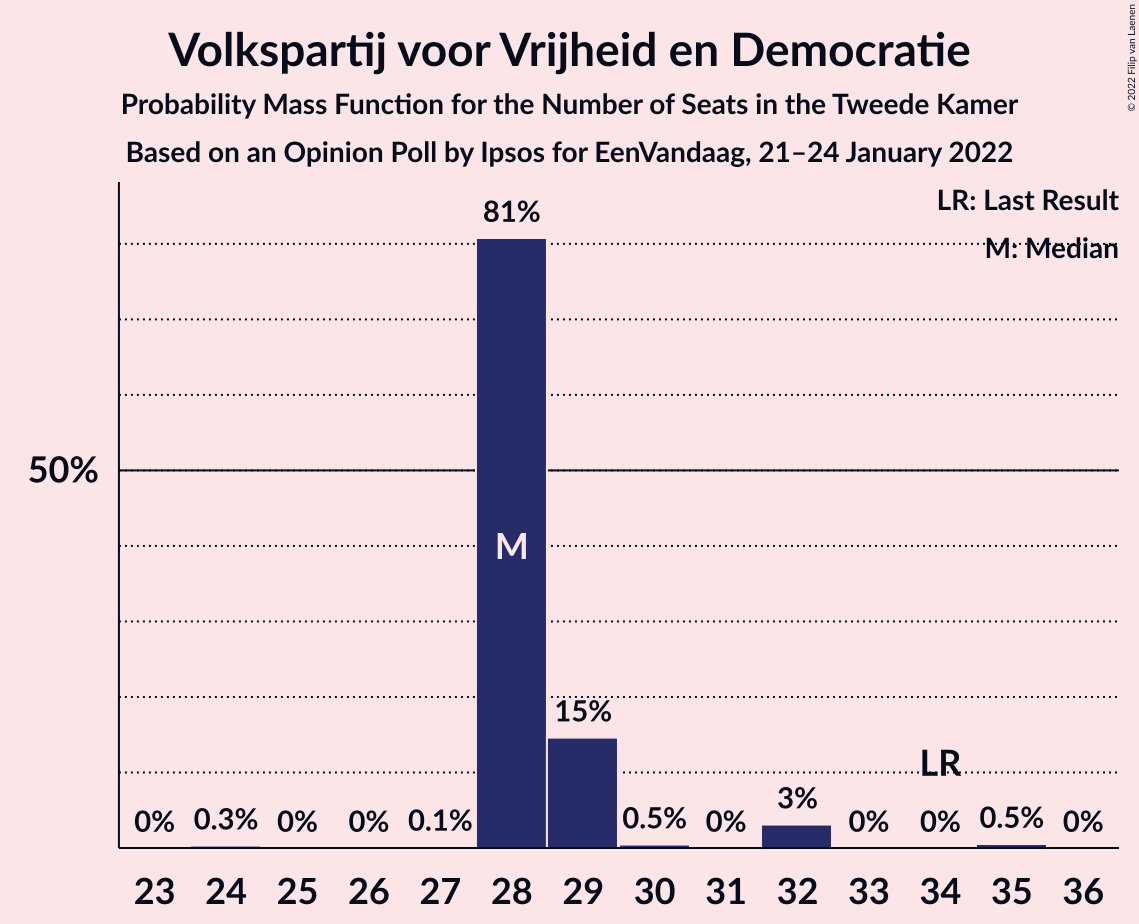 Volkspartij voor Vrijheid en Democratie
Probability Mass Function for the Number of Seats in the Tweede Kamer
Based on an Opinion Poll by Ipsos for EenVandaag, 21–24 January 2022
© 2022 Filip van Laenen
LR: Last Result
M: Median
81%
50%
M
15%
LR
0% 0.3% 0% 0% 0.1% 0.5% 0% 3% 0% 0% 0.5% 0%
23 24 25 26 27 28 29 30 31 32 33 34 35 36